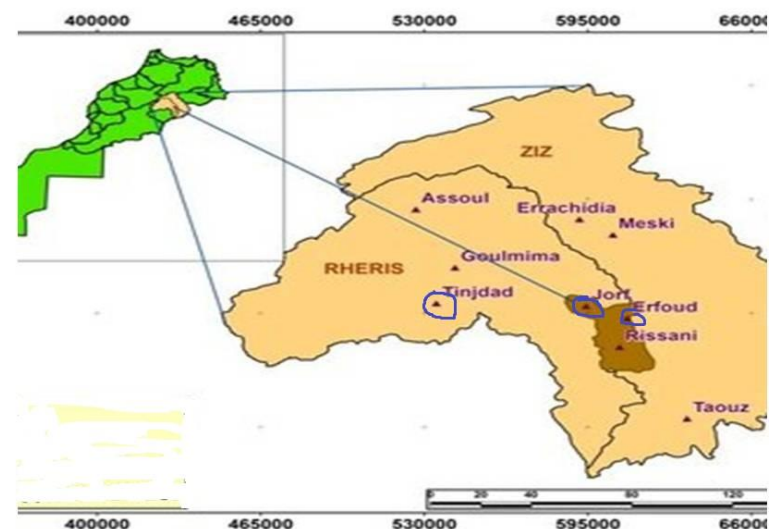 400000 465000 530000 595000 66000
ZIZ
Assoul
Errachidia
Meski
Goulmima
RHERIS
Tinjdad
Jorf
Erfoud
Rissani
Taouz
0 20 40 80 120
400000 465000 530000 595000 66000